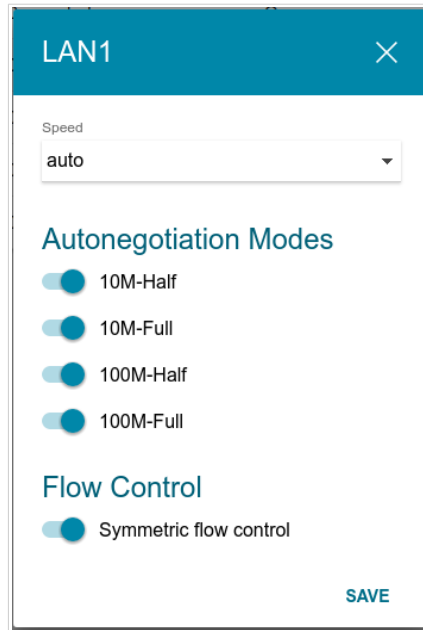 LAN1
Speed
auto
Autonegotiation Modes
10M-Half
10M-Full
100M-Half
100M-Full
Flow Control
Symmetric flow control
SAVE